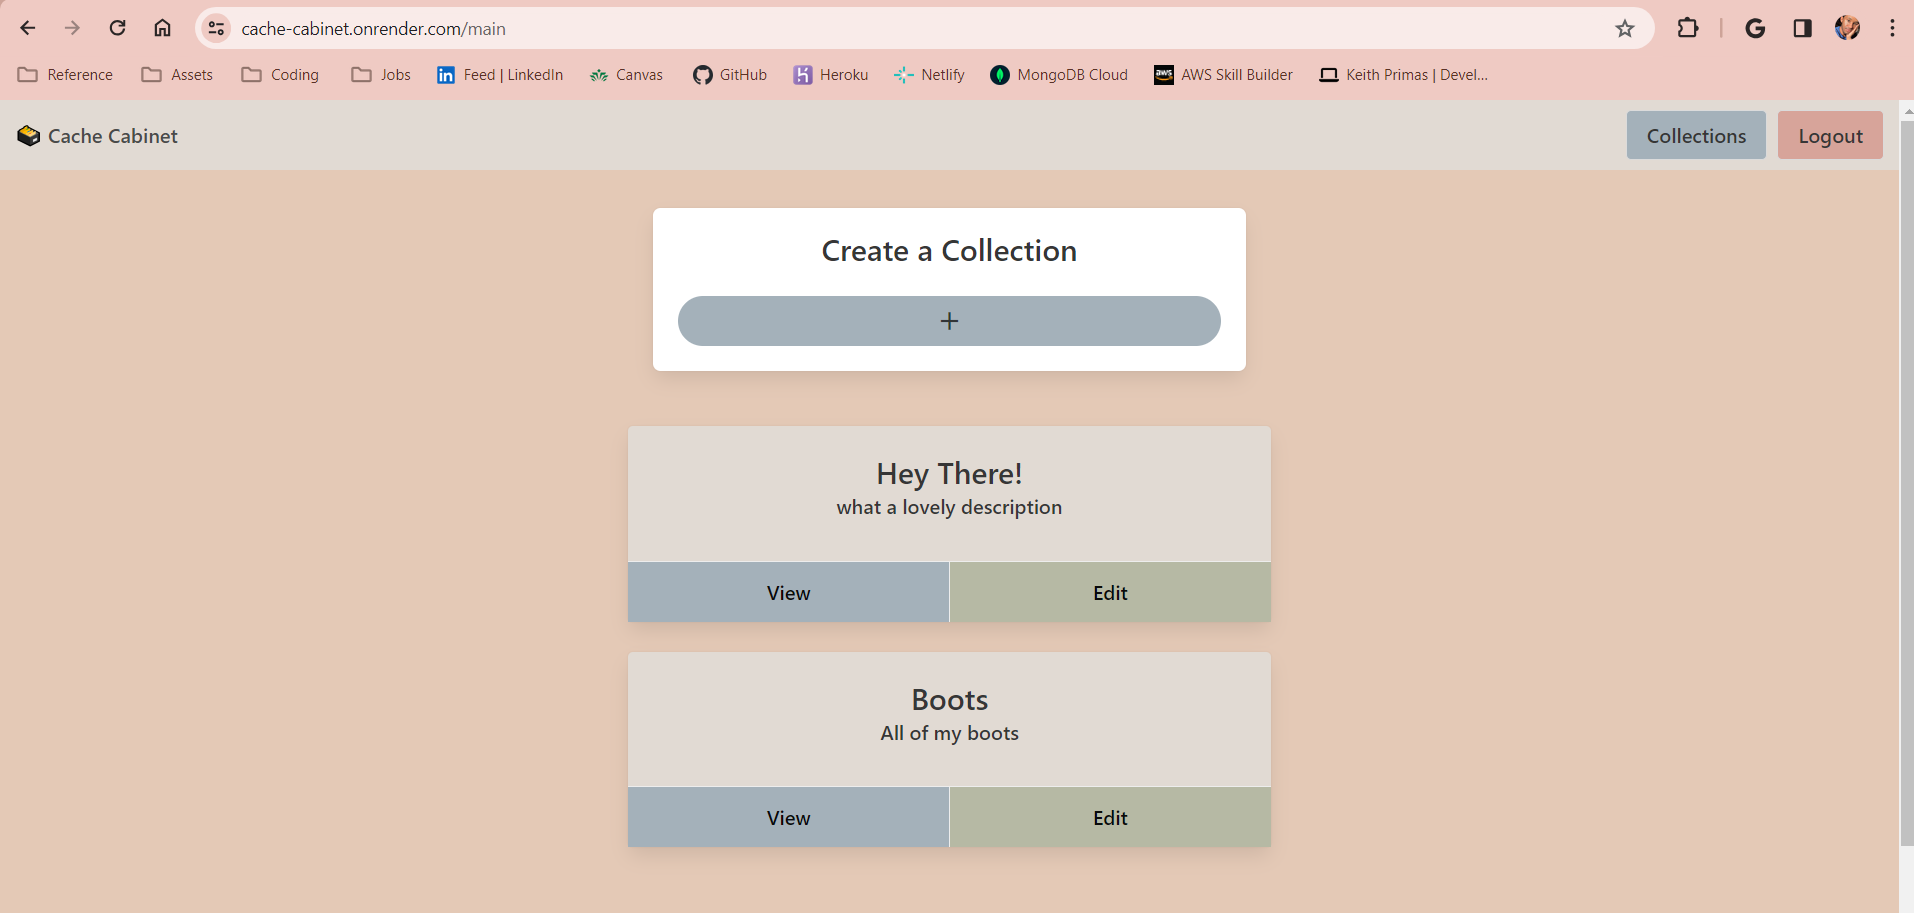 cache-cabinet.onrender.com/main
Reference Assets Coding Jobs Feed | LinkedIn Canvas GitHub Heroku Netlify MongoDB Cloud aws AWS Skill Builder Keith Primas | Devel...
Cache Cabinet Collections Logout
Create a Collection
+
Hey There!
what a lovely description
View Edit
Boots
All of my boots
View Edit